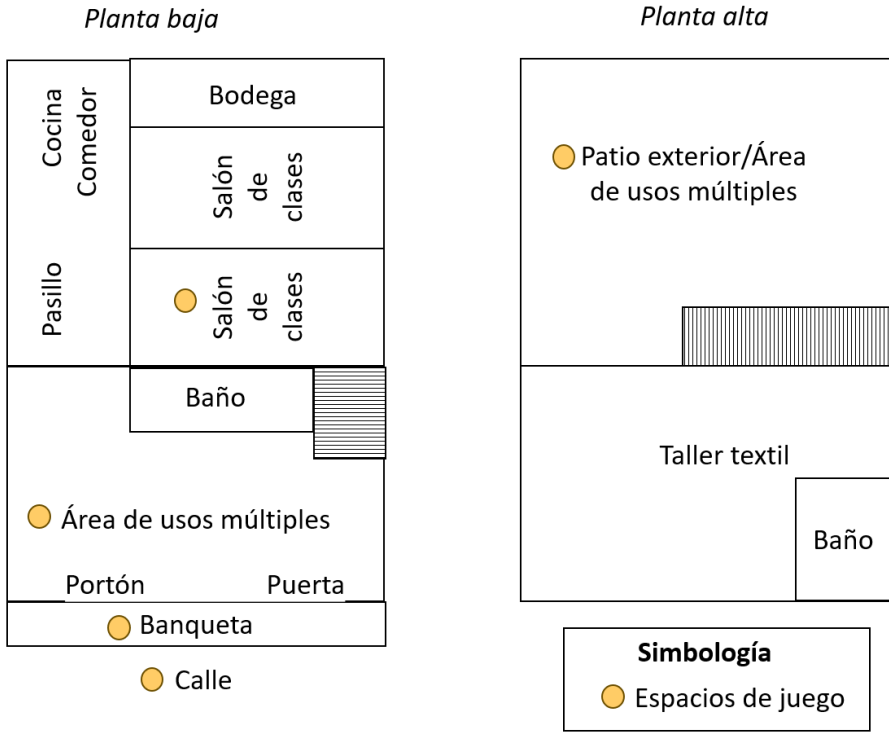 Planta baja
Cocina
Comedor
Pasillo
Bodega
Salón
de
clases
Salón
de
clases
Baño
Área de usos múltiples
Portón
Puerta
Banqueta
Calle
Planta alta
Patio exterior/Área
de usos múltiples
Taller textil
Baño
Simbología
Espacios de juego